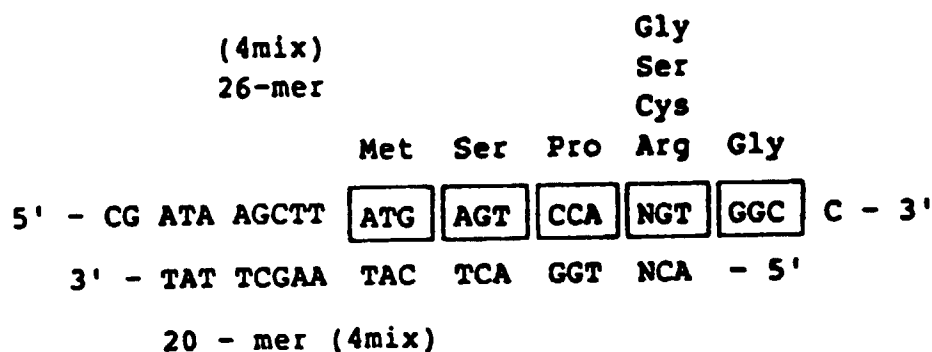 (4mix)
26-mer
Gly
Ser
Cys
Met Ser Pro Arg Gly
5' - CG ATA AGCTT ATG AGT CCA NGT GGC C - 3'
3' - TAT TCGAA TAC TCA GGT NCA - 5'
20 - mer (4mix)